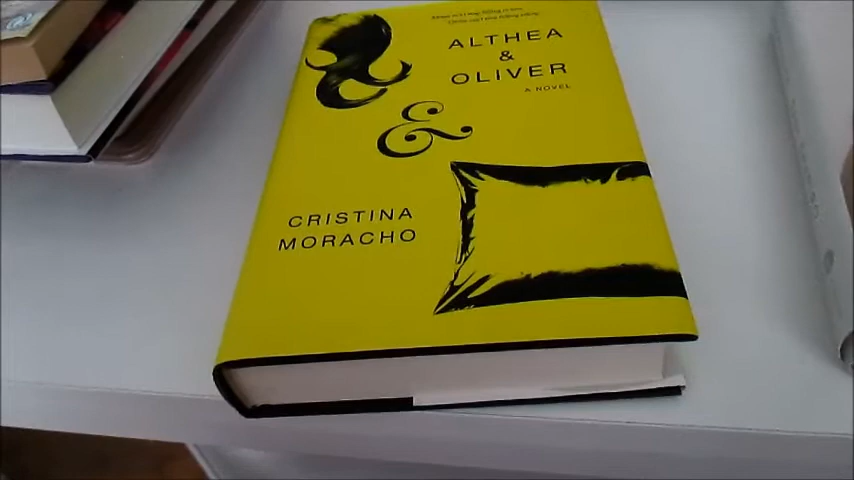 ALTHEA
&
OLIVER
A NOVEL
&
CRISTINA
MORACHO